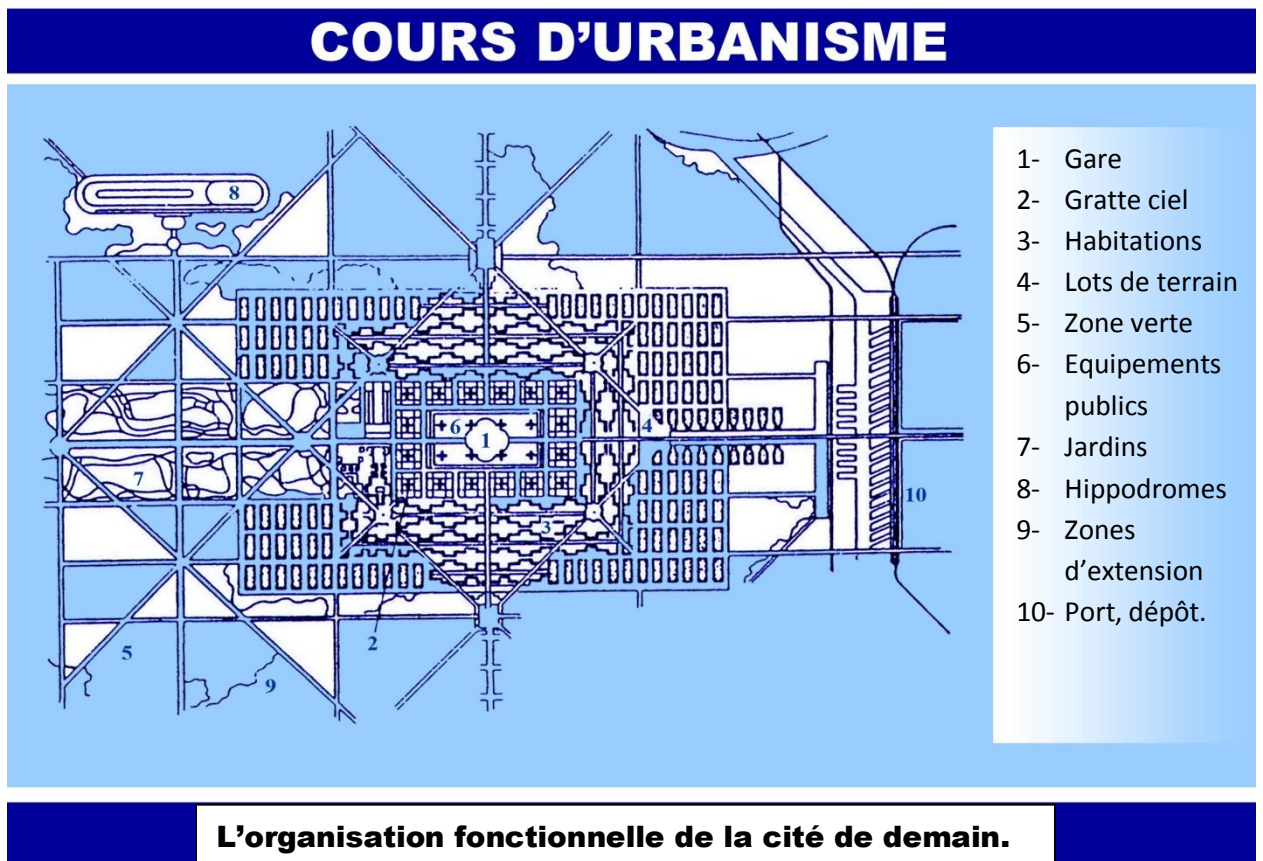 COURS D'URBANISME
8
6
1
4
7
3
10
2
5
9
1- Gare
2- Gratte ciel
3- Habitations
4- Lots de terrain
5- Zone verte
6- Equipements
publics
7- Jardins
8- Hippodromes
9- Zones
d'extension
10- Port, dépôt.
L'organisation fonctionnelle de la cité de demain.